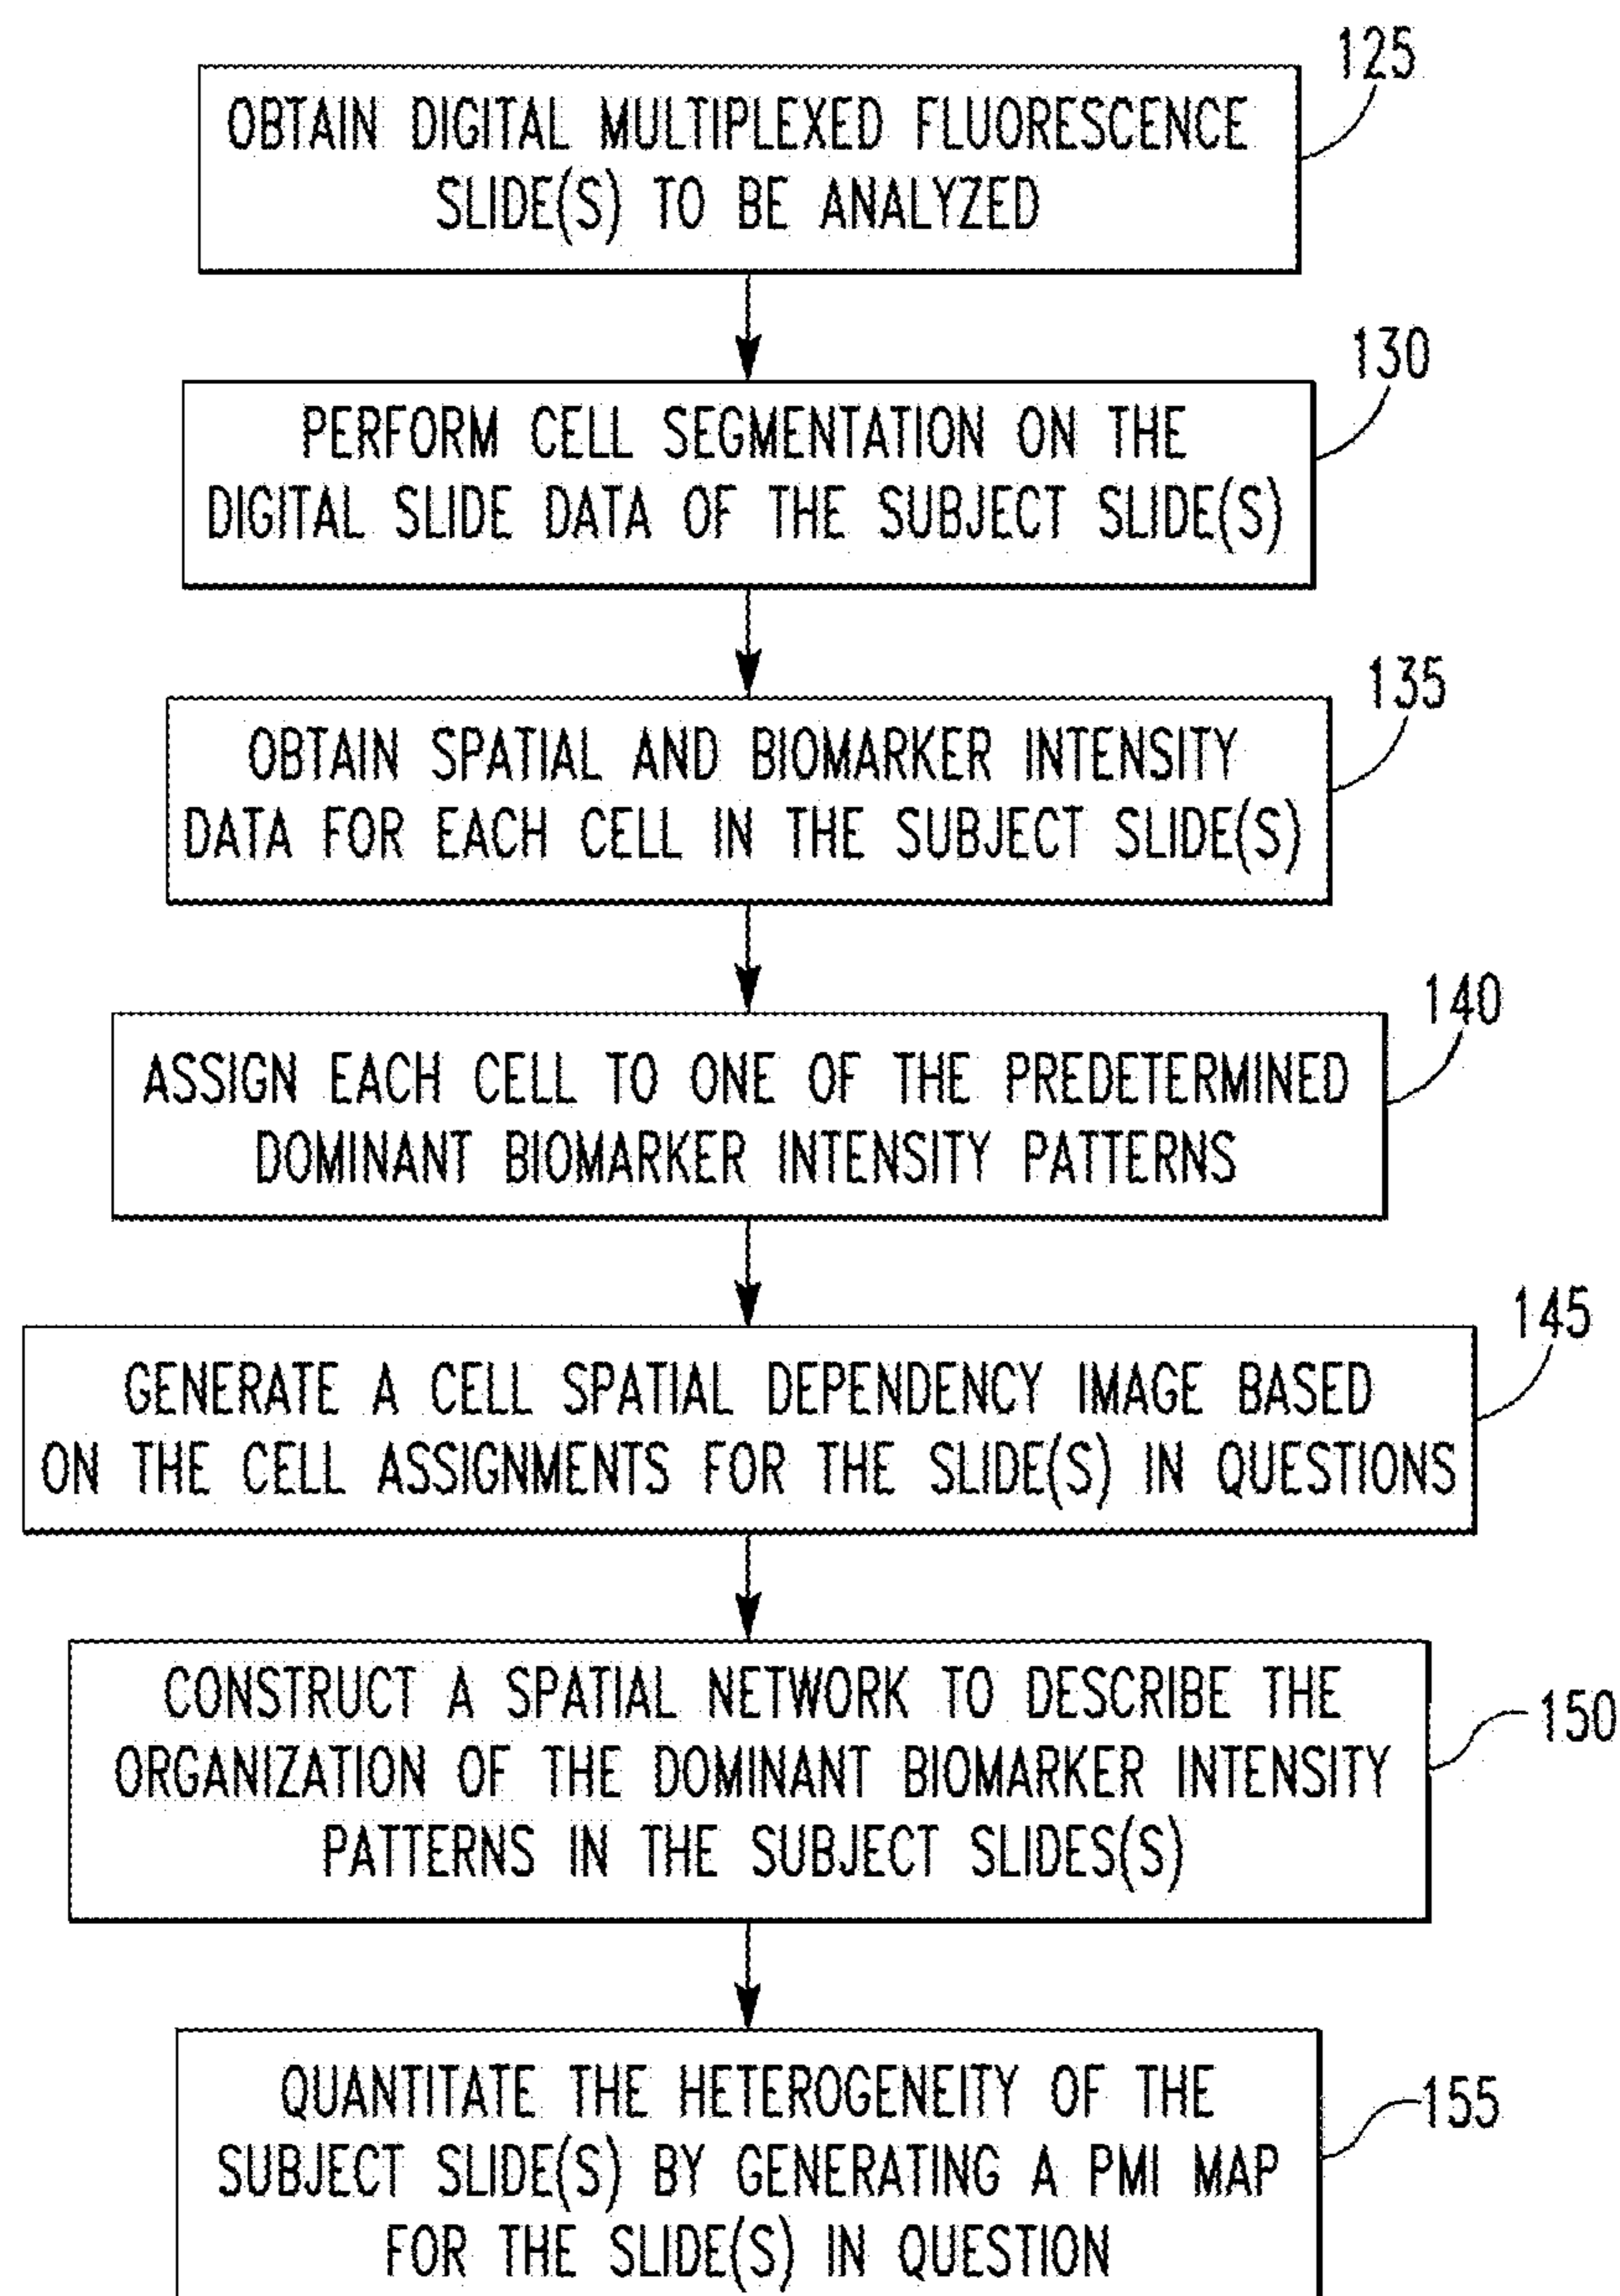 125
OBTAIN DIGITAL MULTIPLEXED FLUORESCENCE
SLIDE(S) TO BE ANALYZED
130
PERFORM CELL SEGMENTATION ON THE
DIGITAL SLIDE DATA OF THE SUBJECT SLIDE(S)
135
OBTAIN SPATIAL AND BIOMARKER INTENSITY
DATA FOR EACH CELL IN THE SUBJECT SLIDE(S)
140
ASSIGN EACH CELL TO ONE OF THE PREDETERMINED
DOMINANT BIOMARKER INTENSITY PATTERNS
145
GENERATE A CELL SPATIAL DEPENDENCY IMAGE BASED
ON THE CELL ASSIGNMENTS FOR THE SLIDE(S) IN QUESTIONS
CONSTRUCT A SPATIAL NETWORK TO DESCRIBE THE
150
ORGANIZATION OF THE DOMINANT BIOMARKER INTENSITY
PATTERNS IN THE SUBJECT SLIDES(S)
QUANTITATE THE HETEROGENEITY OF THE
155
SUBJECT SLIDE(S) BY GENERATING A PMI MAP
FOR THE SLIDE(S) IN QUESTION